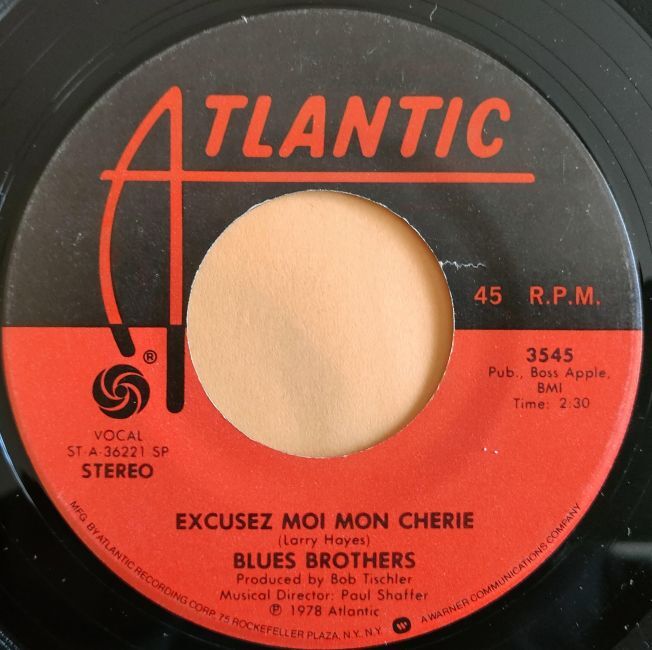 ATLANTIC
45 R.P.M.
®
3545
Pub., Boss Apple,
BMI
Time: 2:30
VOCAL
ST-A-36221 SP
STEREO
EXCUSEZ MOI MON CHERIE
(Larry Hayes)
BLUES BROTHERS
Produced by Bob Tischler
Musical Director: Paul Shaffer
℗ 1978 Atlantic
MFG. BY ATLANTIC RECORDING CORP. 75 ROCKEFELLER PLAZA, N.Y. N.Y. A WARNER COMMUNICATIONS COMPANY